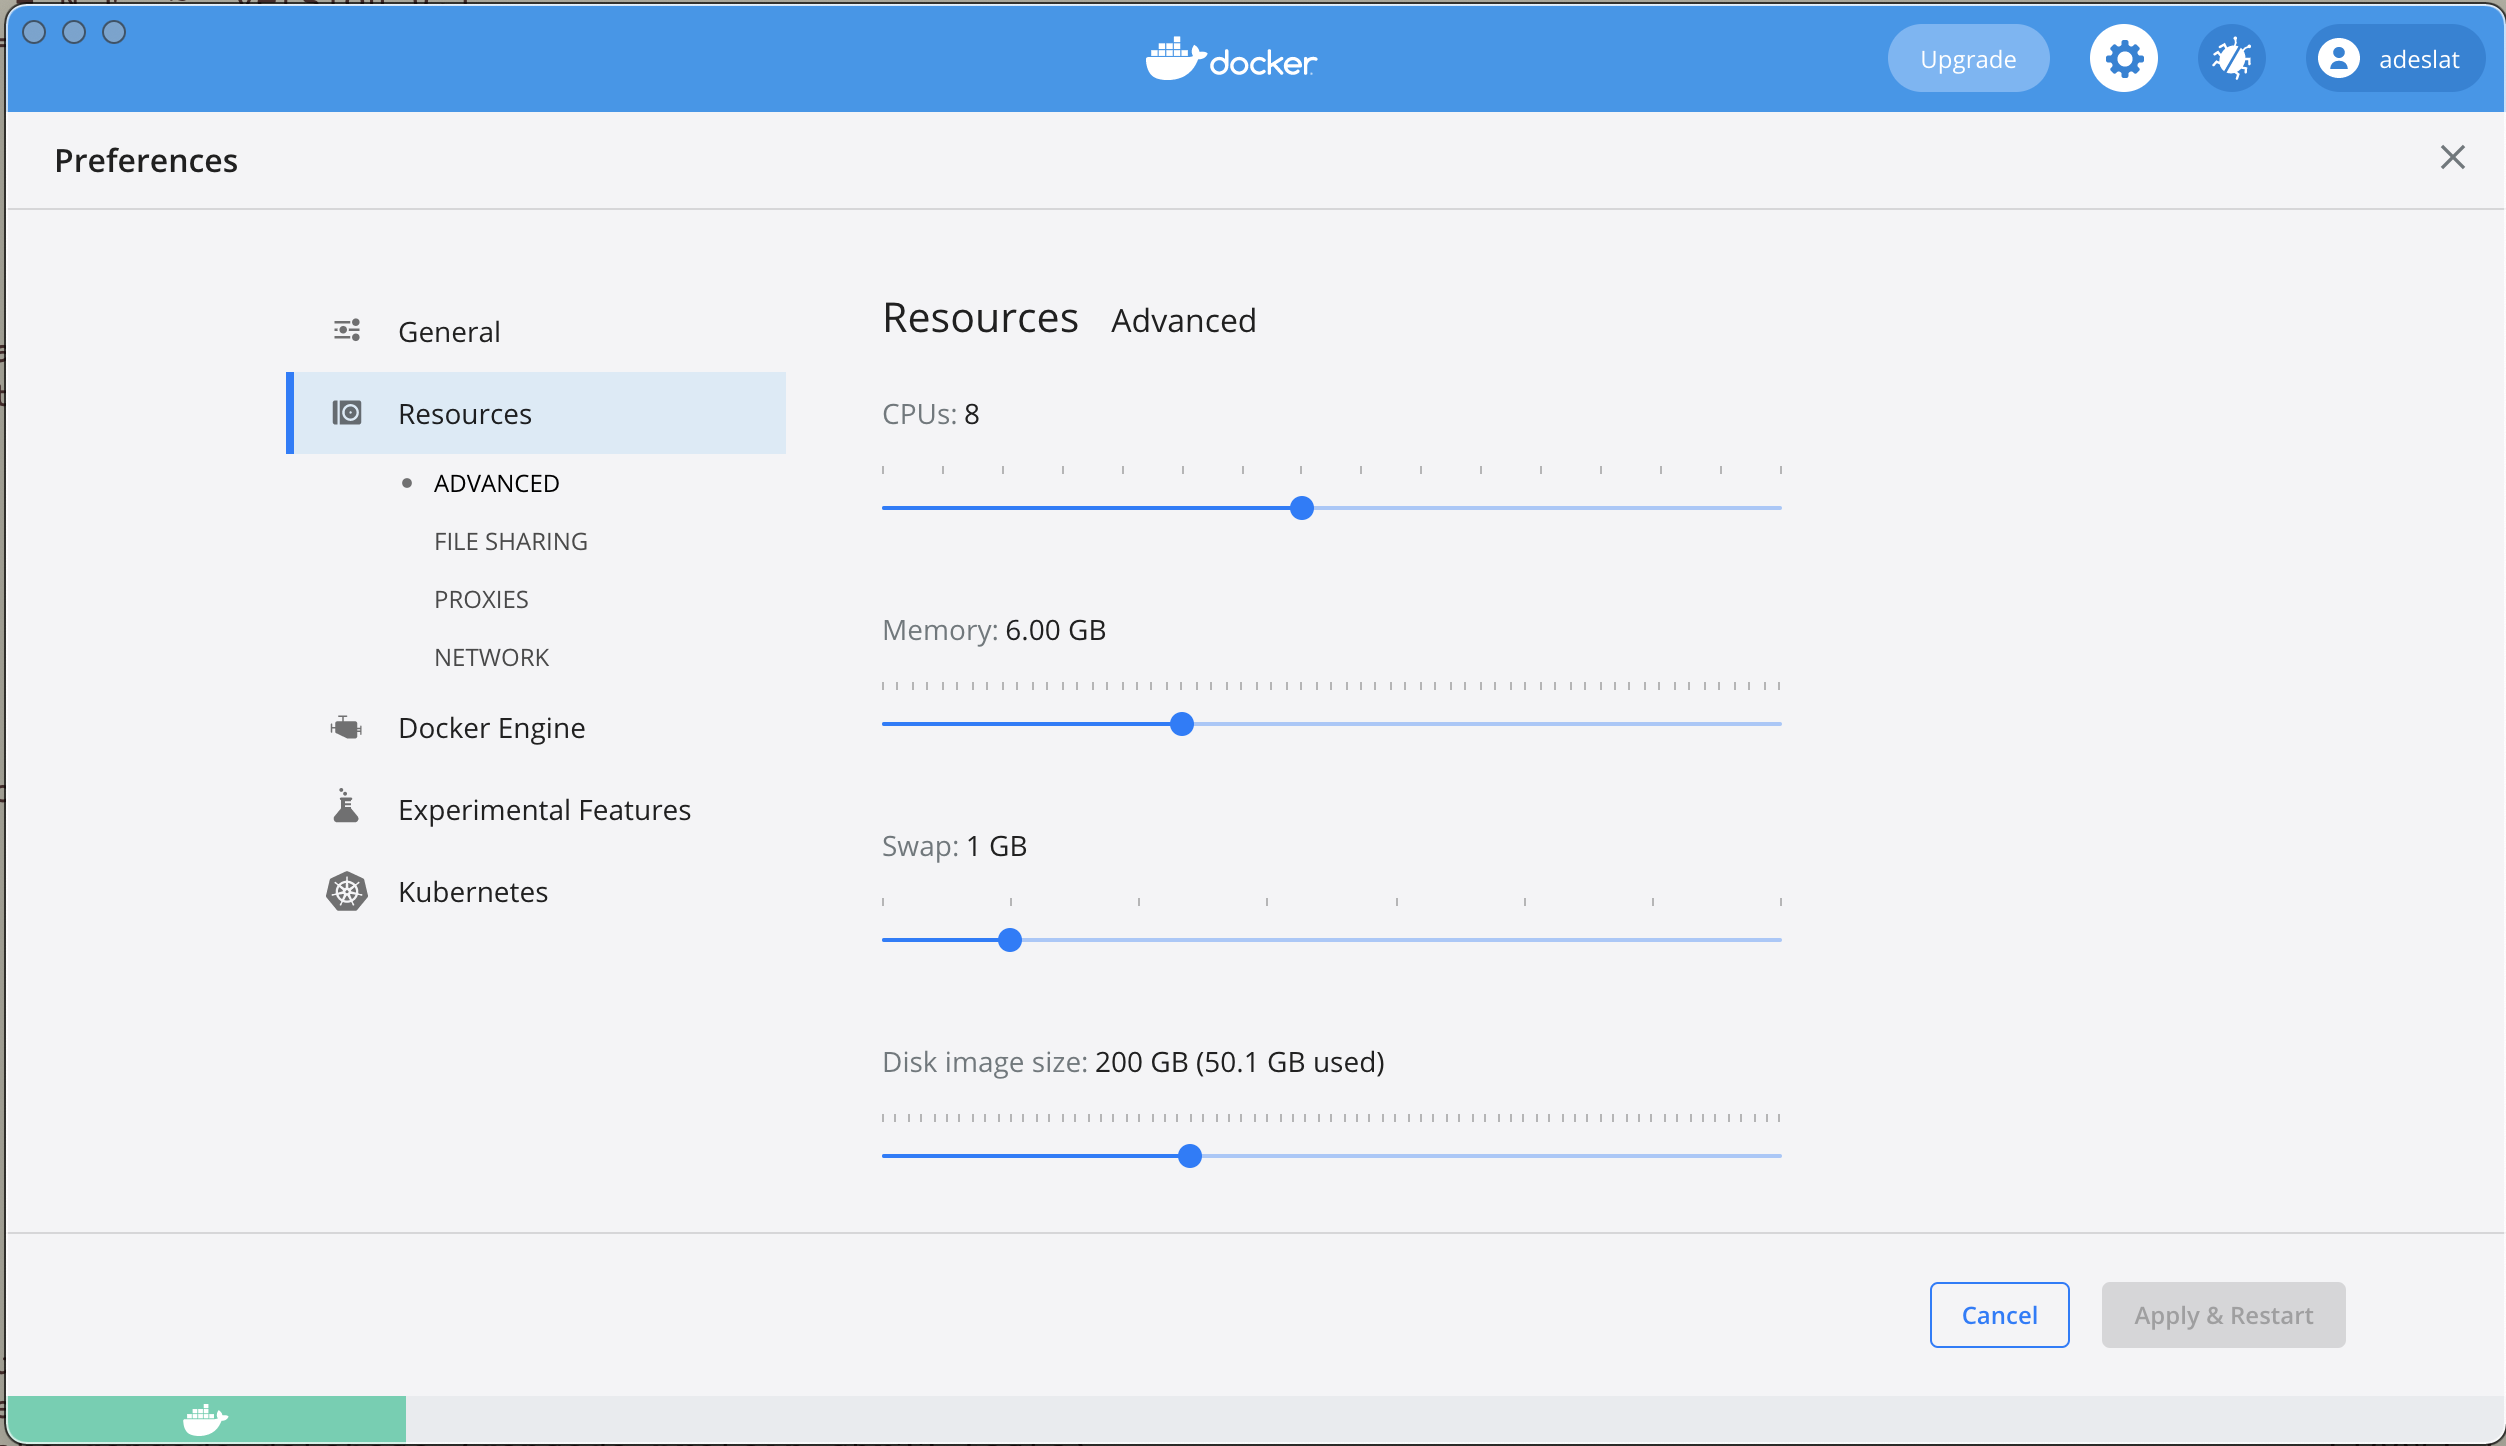 docker
Upgrade
adeslat
Preferences
General
Resources
ADVANCED
FILE SHARING
PROXIES
NETWORK
Docker Engine
Experimental Features
Kubernetes
Resources Advanced
CPUs: 8
Memory: 6.00 GB
Swap: 1 GB
Disk image size: 200 GB (50.1 GB used)
Cancel
Apply & Restart